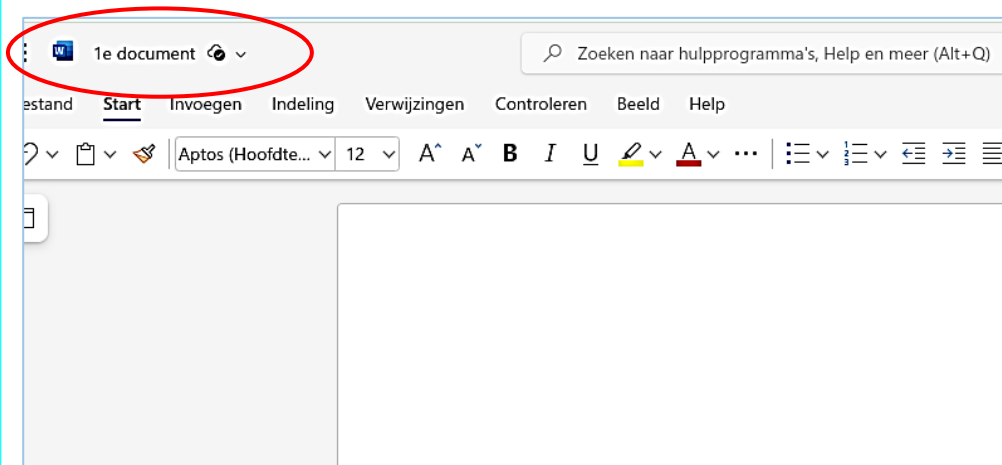 1e document
Zoeken naar hulpprogramma's, Help en meer (Alt+Q)
estand Start Invoegen Indeling Verwijzingen Controleren Beeld Help
Aptos (Hoofdte... 12 A A B I U A ...